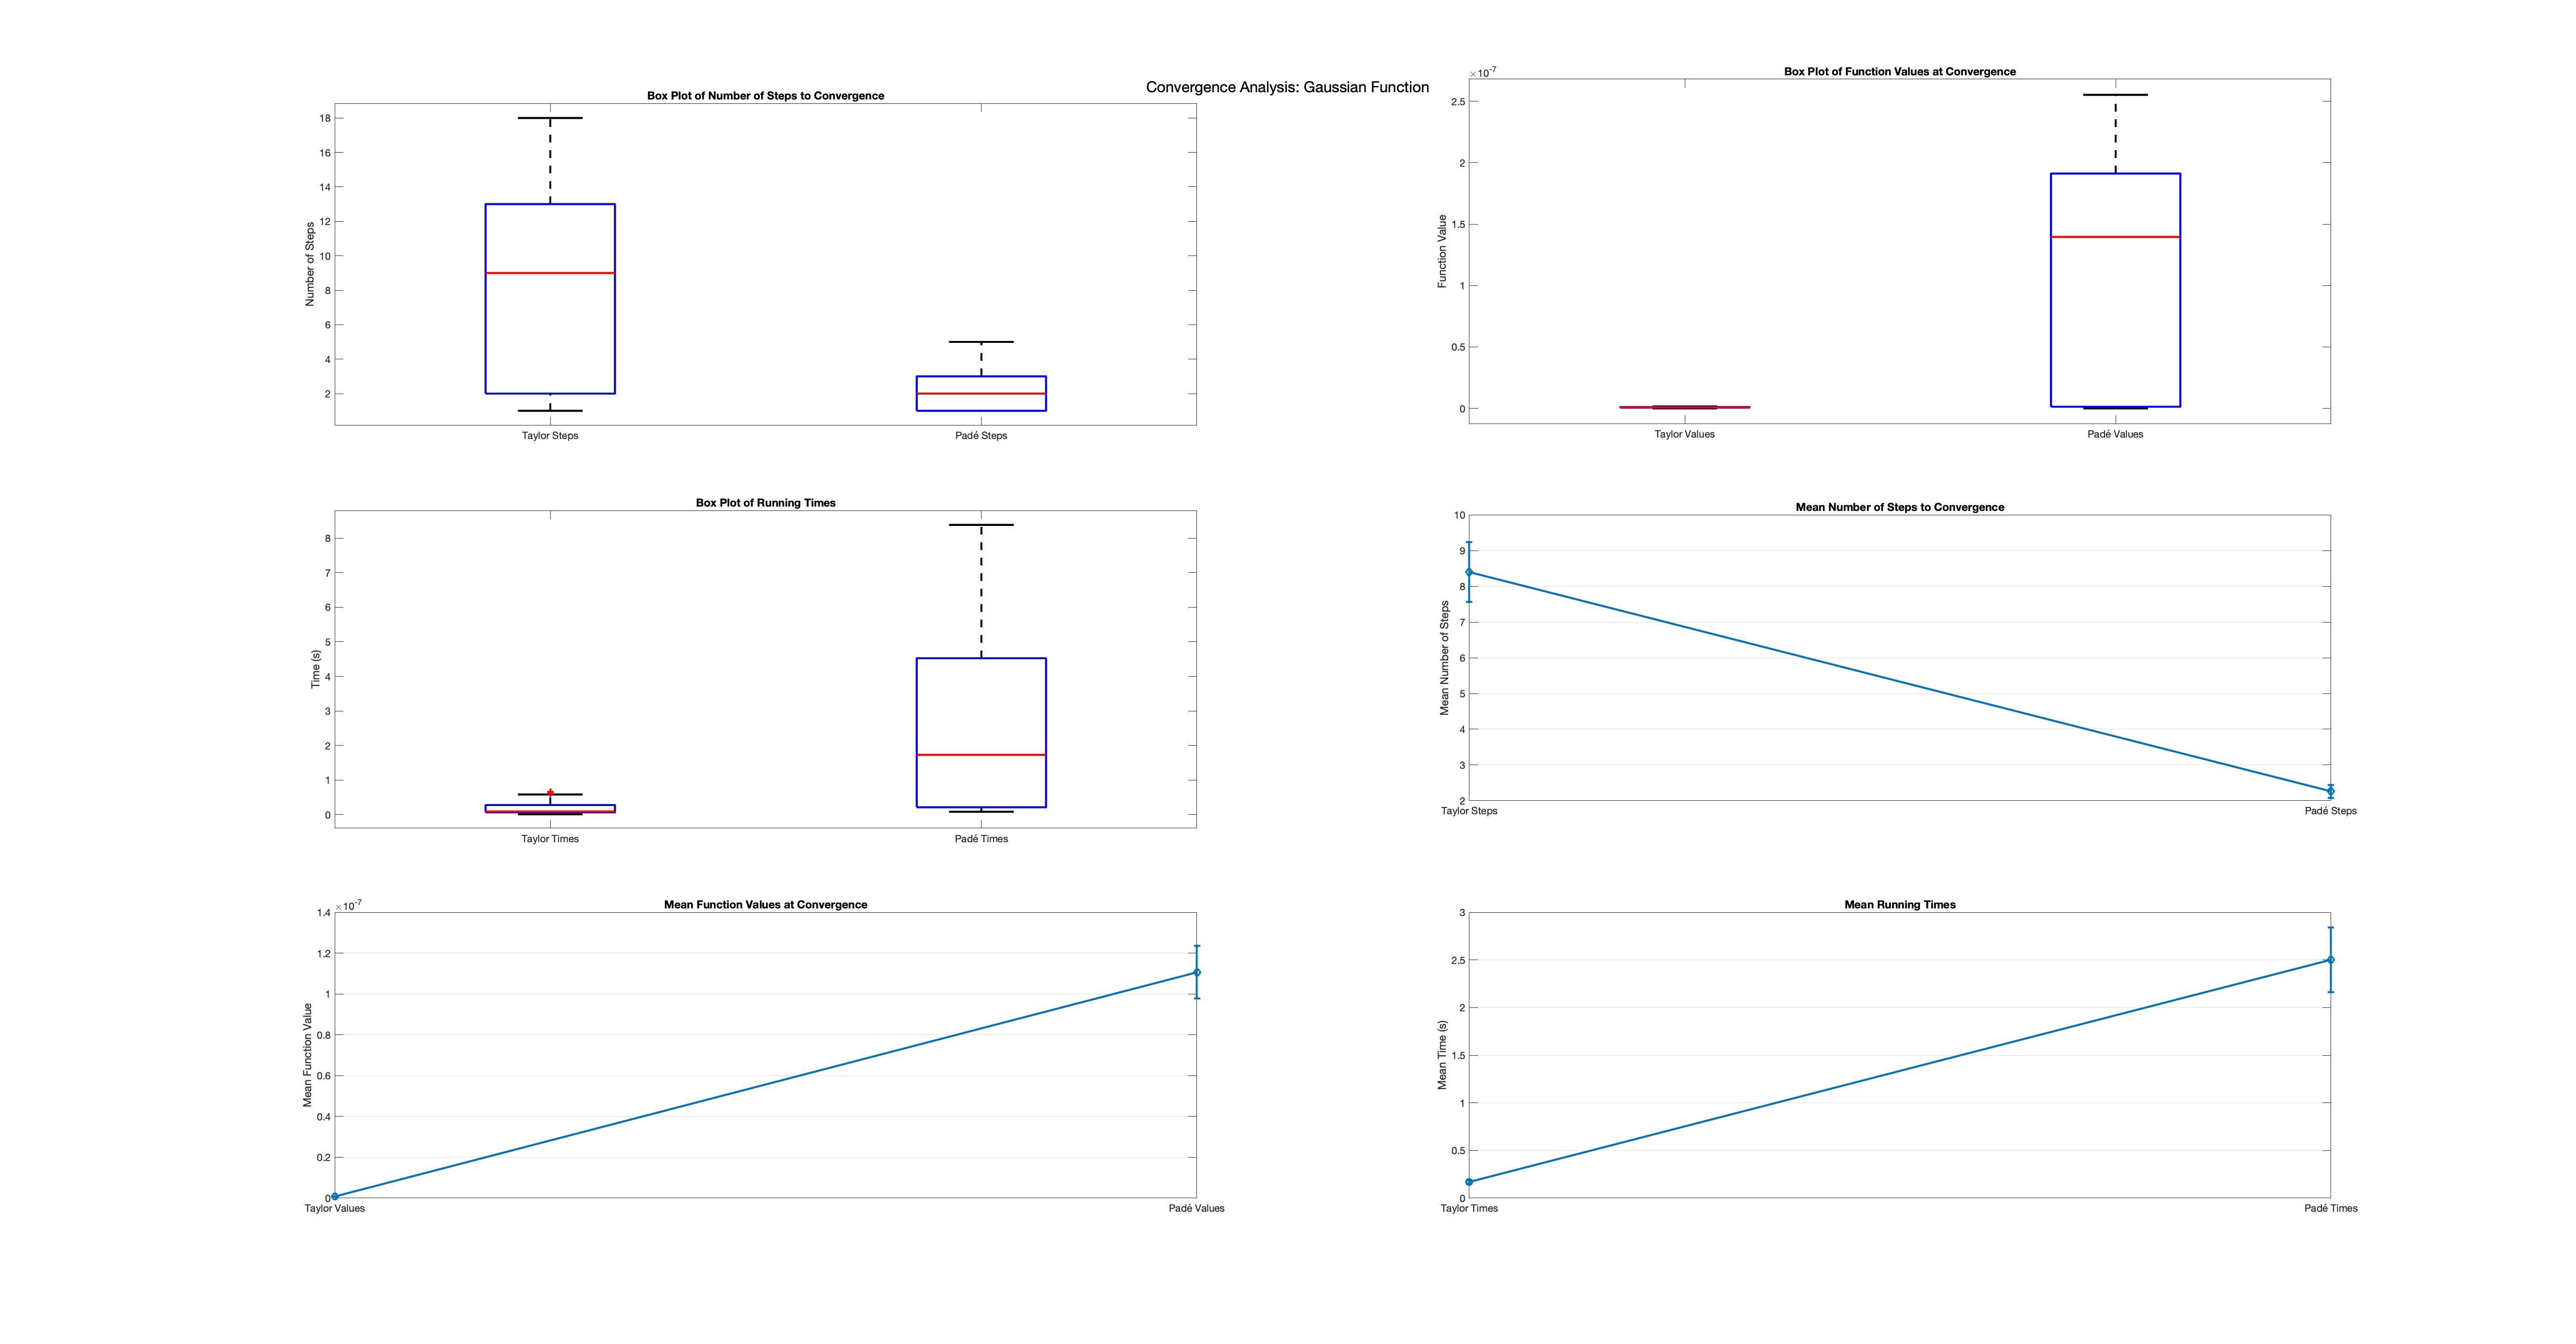 Convergence Analysis: Gaussian Function
Box Plot of Number of Steps to Convergence
Number of Steps
18
16
14
12
10
8
6
4
2
Taylor Steps
Padé Steps
Box Plot of Function Values at Convergence
×10-7
Function Value
2.5
2
1.5
1
0.5
0
Taylor Values
Padé Values
Box Plot of Running Times
Time (s)
8
7
6
5
4
3
2
1
0
Taylor Times
Padé Times
Mean Number of Steps to Convergence
Mean Number of Steps
10
9
8
7
6
5
4
3
2
Taylor Steps
Padé Steps
Mean Function Values at Convergence
×10-7
Mean Function Value
1.4
1.2
1
0.8
0.6
0.4
0.2
0
Taylor Values
Padé Values
Mean Running Times
Mean Time (s)
3
2.5
2
1.5
1
0.5
0
Taylor Times
Padé Times